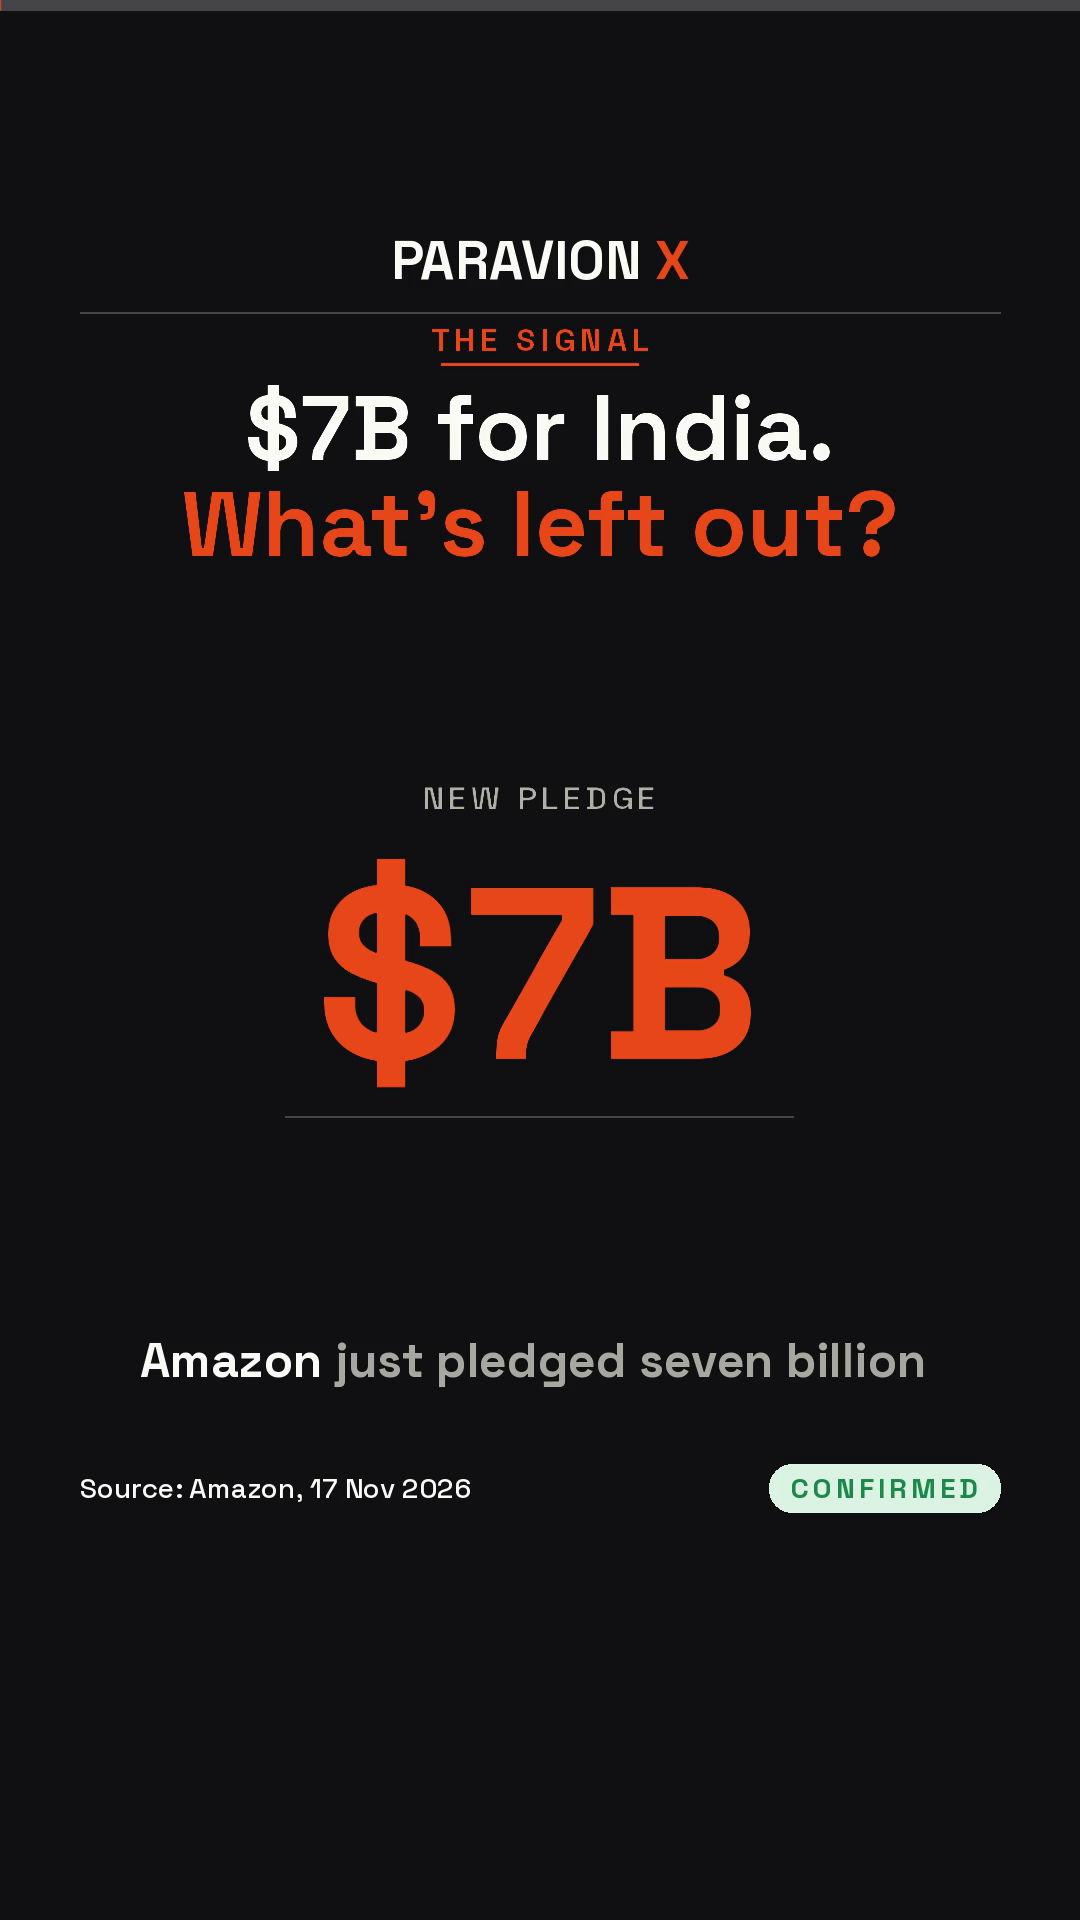 PARAVION X
THE SIGNAL
$7B for India.
What’s left out?
NEW PLEDGE
$7B
Amazon just pledged seven billion
Source: Amazon, 17 Nov 2026
CONFIRMED